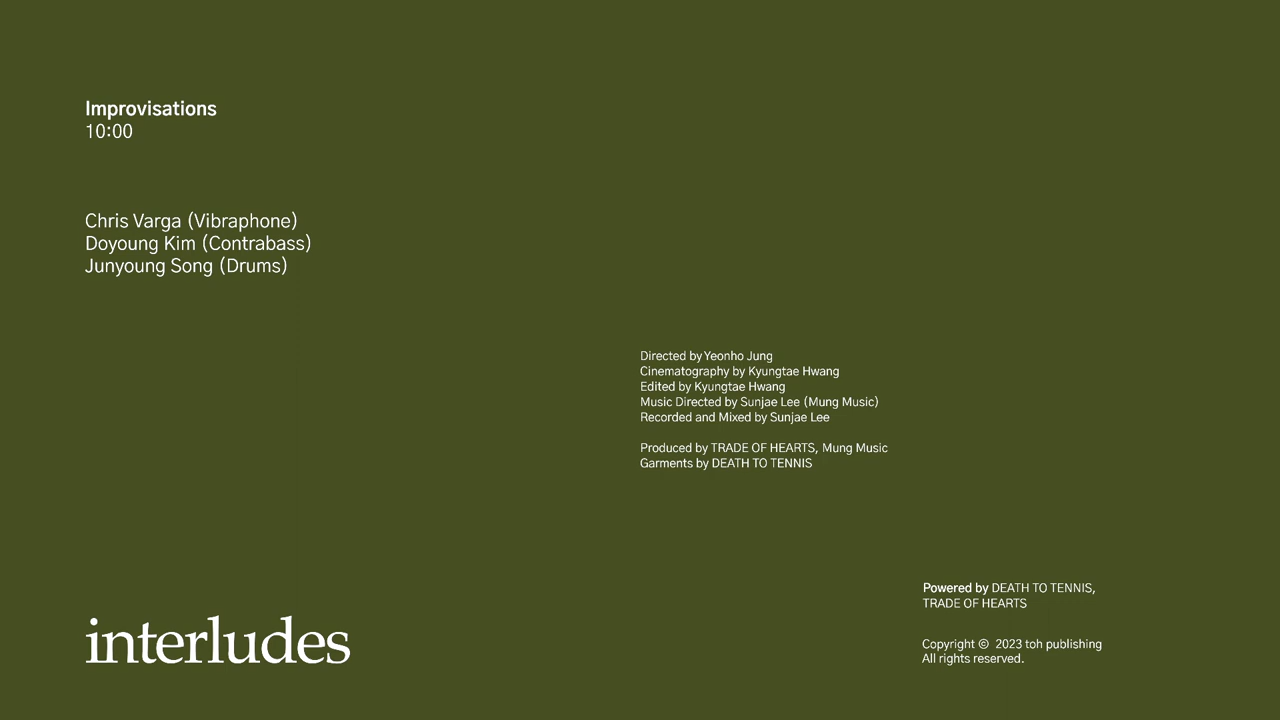 Improvisations
10:00
Chris Varga (Vibraphone)
Doyoung Kim (Contrabass)
Junyoung Song (Drums)
Directed by Yeonho Jung
Cinematography by Kyungtae Hwang
Edited by Kyungtae Hwang
Music Directed by Sunjae Lee (Mung Music)
Recorded and Mixed by Sunjae Lee
Produced by TRADE OF HEARTS, Mung Music
Garments by DEATH TO TENNIS
interludes
Powered by DEATH TO TENNIS,
TRADE OF HEARTS
Copyright © 2023 toh publishing
All rights reserved.